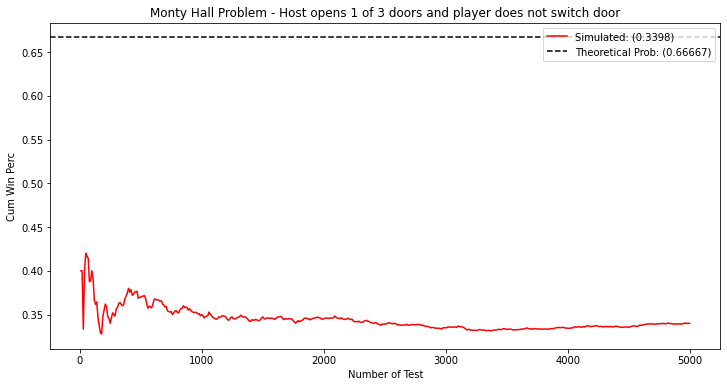 Monty Hall Problem - Host opens 1 of 3 doors and player does not switch door
Simulated: (0.3398)
Theoretical Prob: (0.66667)
0.65
0.60
0.55
0.50
0.45
0.40
0.35
Cum Win Perc
0 1000 2000 3000 4000 5000
Number of Test